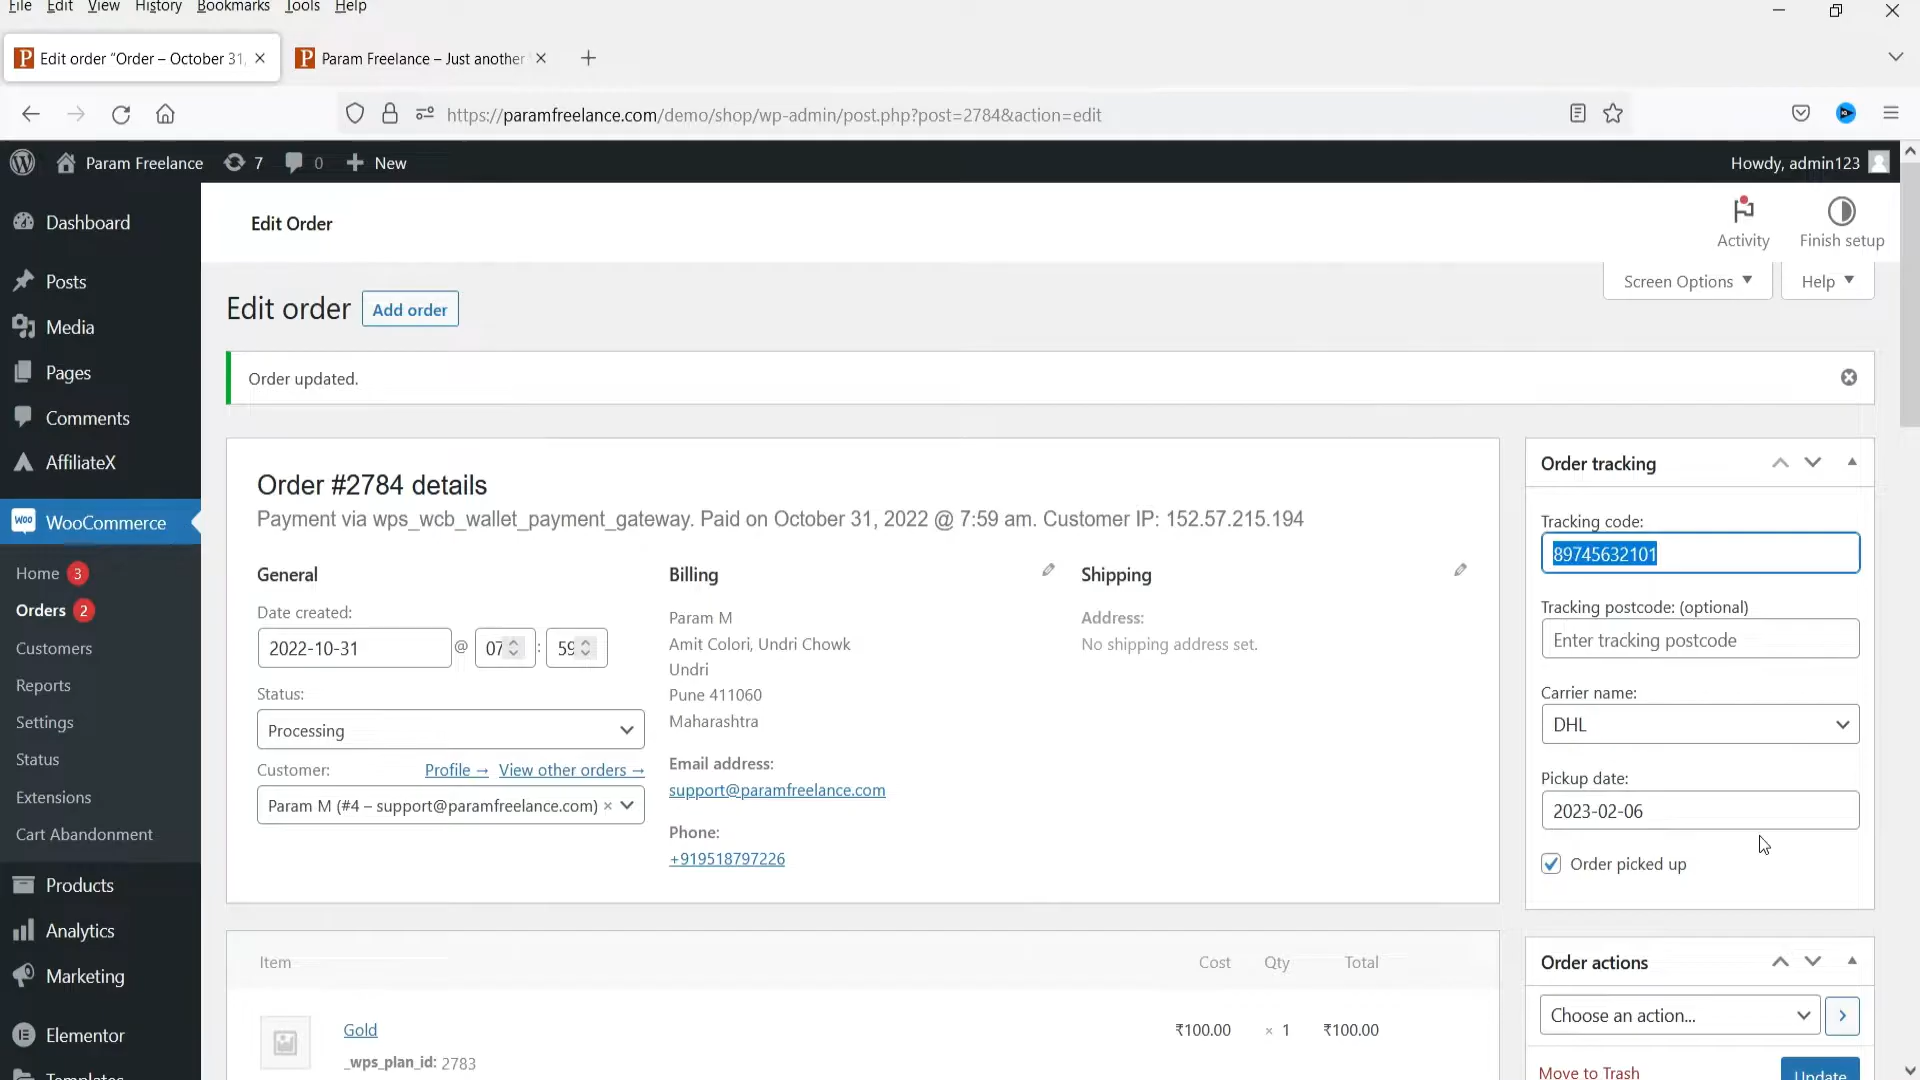 File Edit View History Bookmarks Tools Help
Edit order “Order – October 31,
Param Freelance – Just another
https://paramfreelance.com/demo/shop/wp-admin/post.php?post=2784&action=edit
Param Freelance 7 0 + New
Howdy, admin123
Dashboard
Posts
Media
Pages
Comments
AffiliateX
WooCommerce
Home 3
Orders 2
Customers
Reports
Settings
Status
Extensions
Cart Abandonment
Products
Analytics
Marketing
Elementor
Templates
Edit Order
Activity
Finish setup
Screen Options
Help
Edit order
Add order
Order updated.
Order #2784 details
Payment via wps_wcb_wallet_payment_gateway. Paid on October 31, 2022 @ 7:59 am. Customer IP: 152.57.215.194
General
Date created:
2022-10-31 @ 07 : 59
Status:
Processing
Customer: Profile → View other orders →
Param M (#4 – support@paramfreelance.com) ×
Billing
Param M
Amit Colori, Undri Chowk
Undri
Pune 411060
Maharashtra
Email address:
support@paramfreelance.com
Phone:
+919518797226
Shipping
Address:
No shipping address set.
Item Cost Qty Total
Gold ₹100.00 × 1 ₹100.00
_wps_plan_id: 2783
Order tracking
Tracking code:
89745632101
Tracking postcode: (optional)
Enter tracking postcode
Carrier name:
DHL
Pickup date:
2023-02-06
Order picked up
Order actions
Choose an action...
Move to Trash
Update